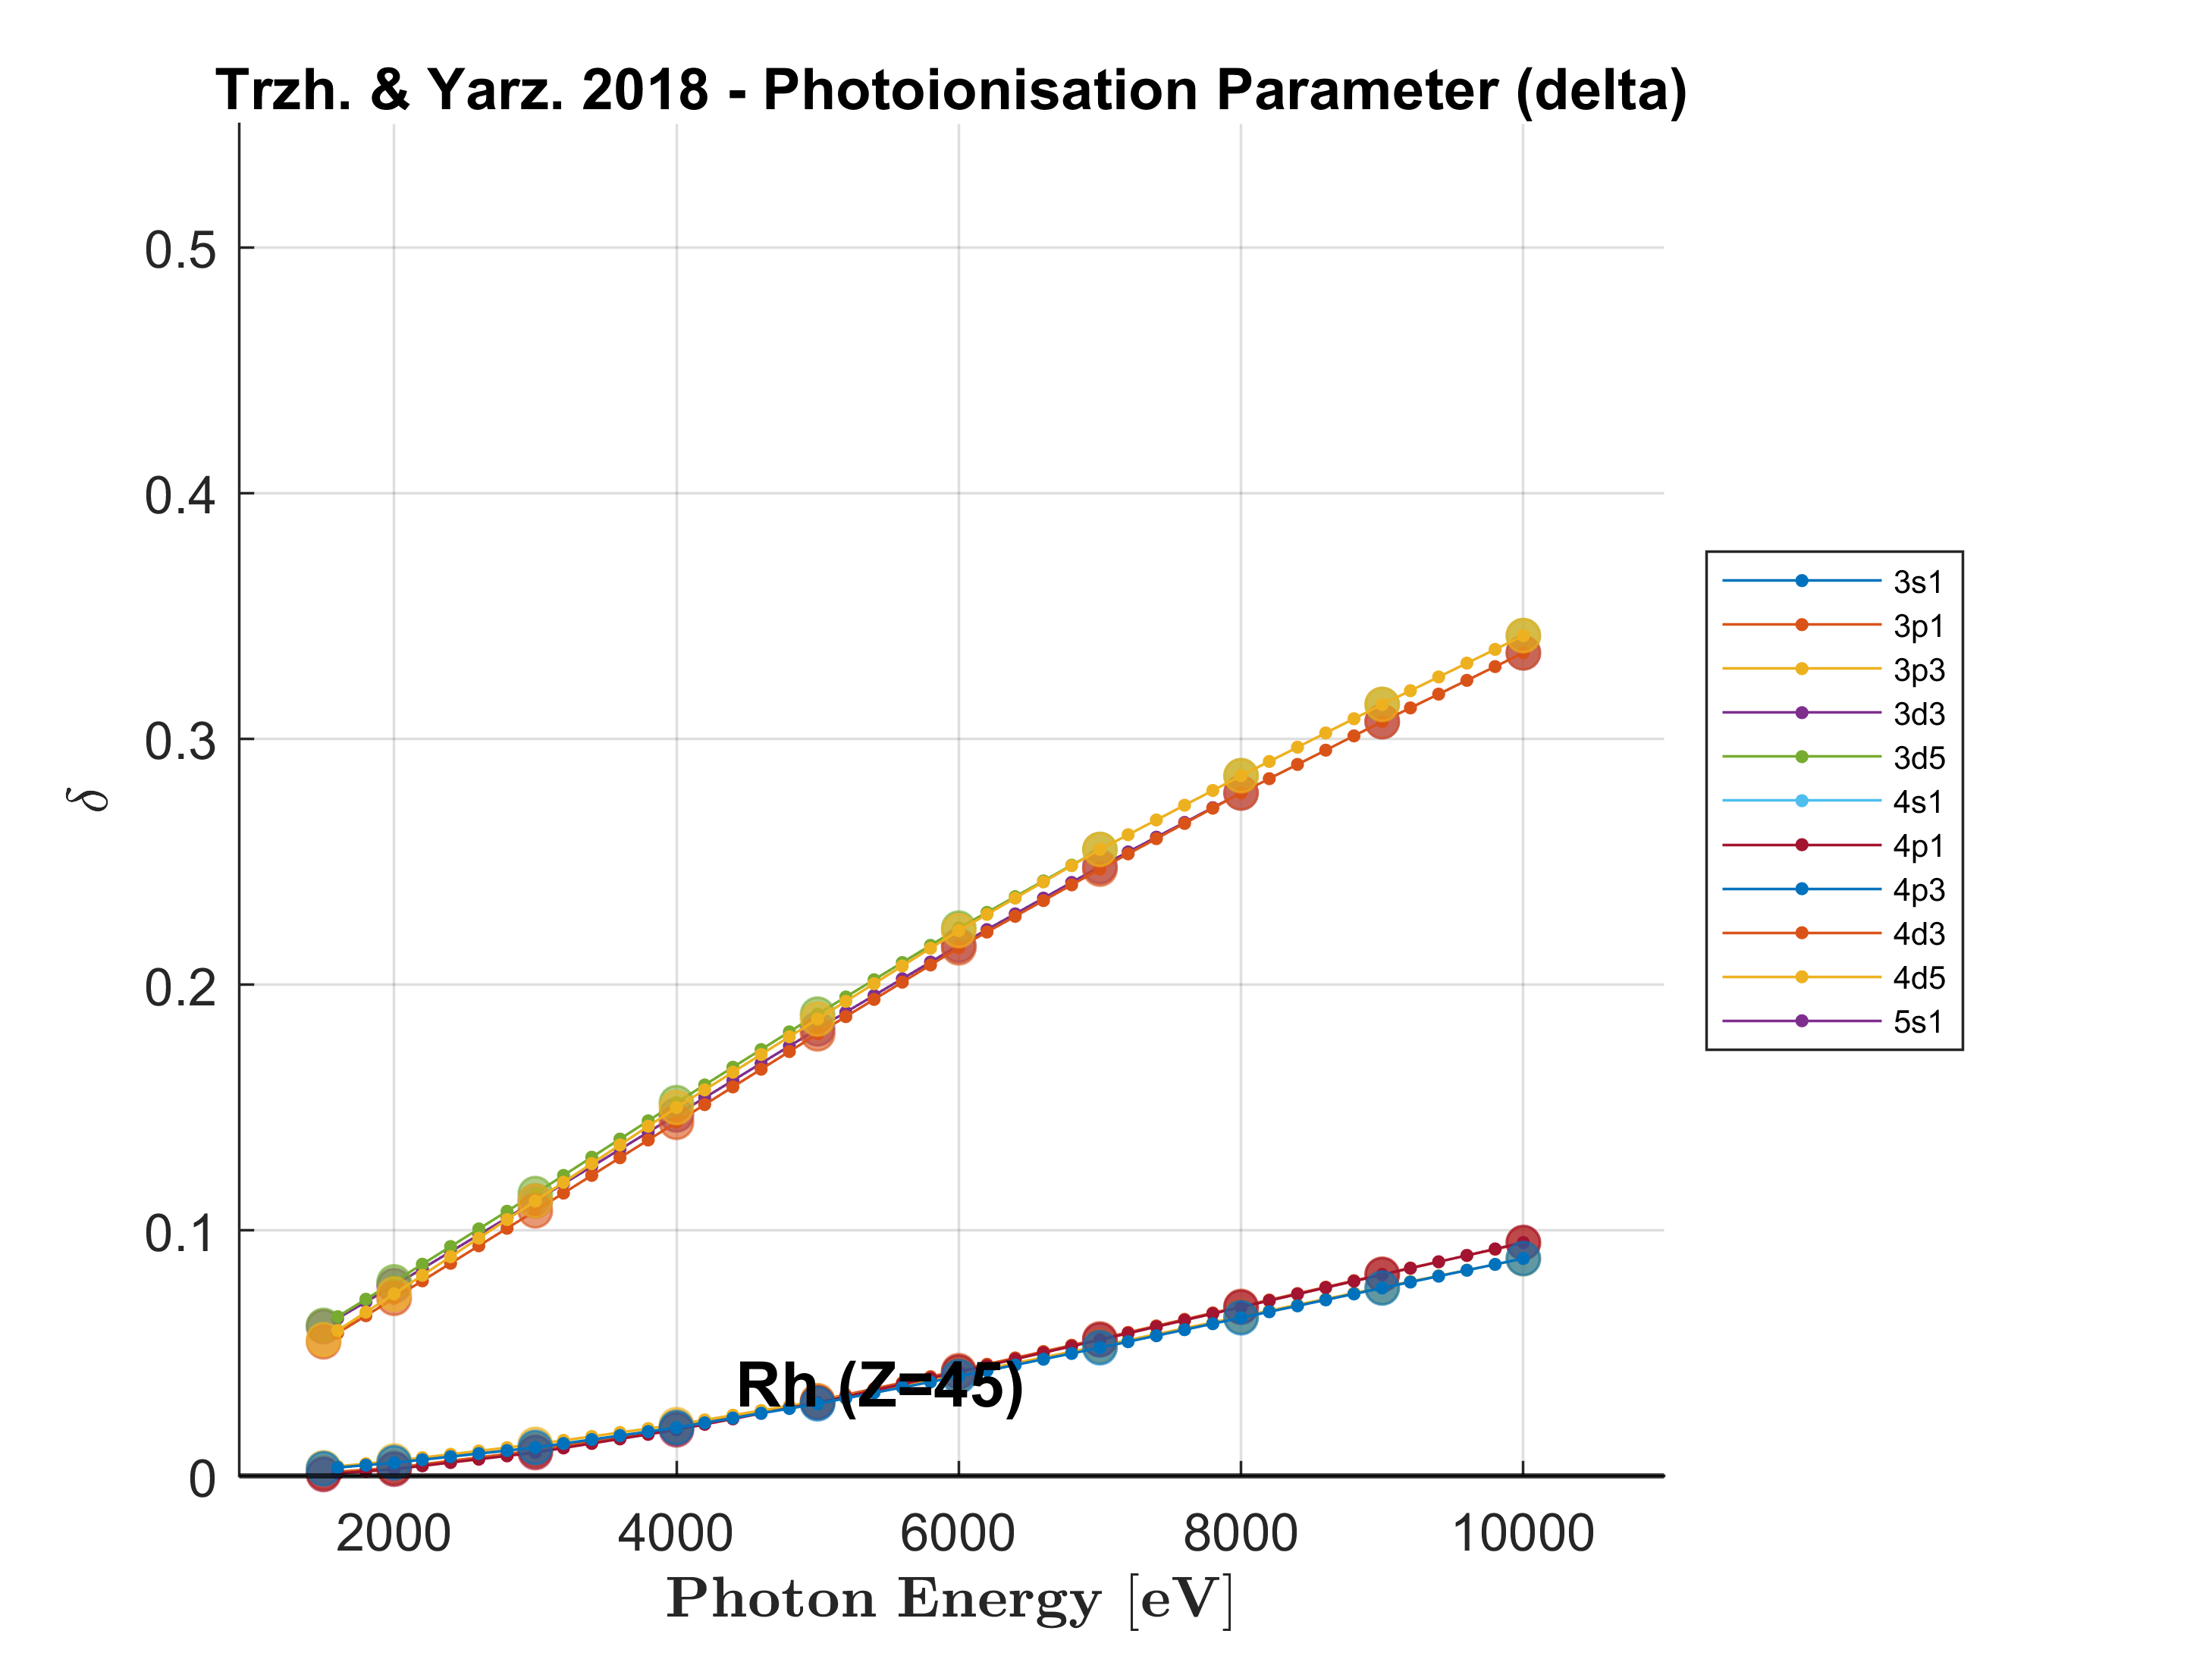 Trzh. & Yarz. 2018 - Photoionisation Parameter (delta)
0.5
0.4
0.3
0.2
0.1
0
δ
2000 4000 6000 8000 10000
Photon Energy [eV]
Rh (Z=45)
3s1
3p1
3p3
3d3
3d5
4s1
4p1
4p3
4d3
4d5
5s1